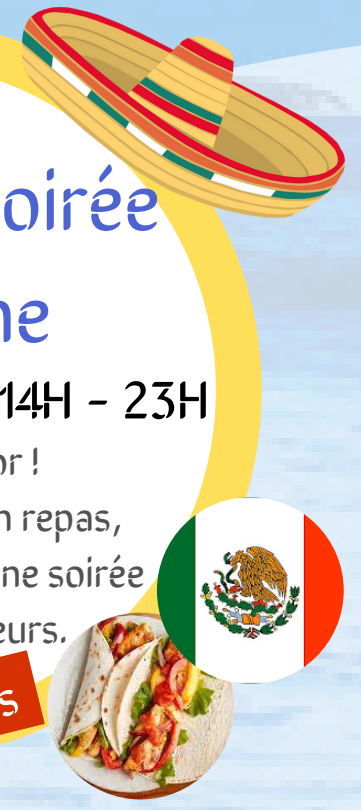 oirée
ne
14H - 23H
or !
n repas,
ne soirée
eurs.
s